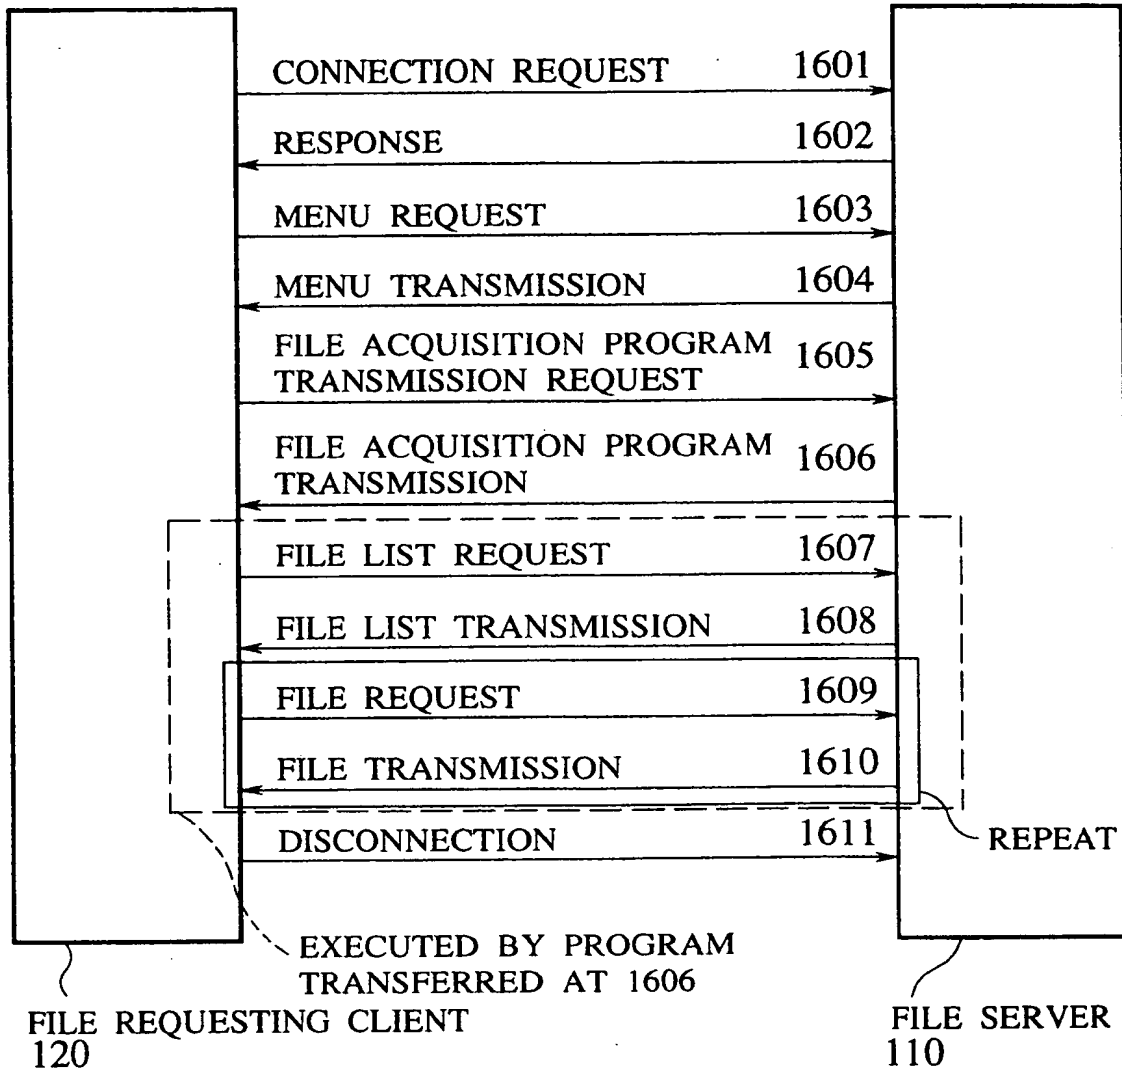 CONNECTION REQUEST 1601
RESPONSE 1602
MENU REQUEST 1603
MENU TRANSMISSION 1604
FILE ACQUISITION PROGRAM
TRANSMISSION REQUEST 1605
FILE ACQUISITION PROGRAM
TRANSMISSION 1606
FILE LIST REQUEST 1607
FILE LIST TRANSMISSION 1608
FILE REQUEST 1609
FILE TRANSMISSION 1610
DISCONNECTION 1611
REPEAT
EXECUTED BY PROGRAM
TRANSFERRED AT 1606
FILE REQUESTING CLIENT
120
FILE SERVER
110